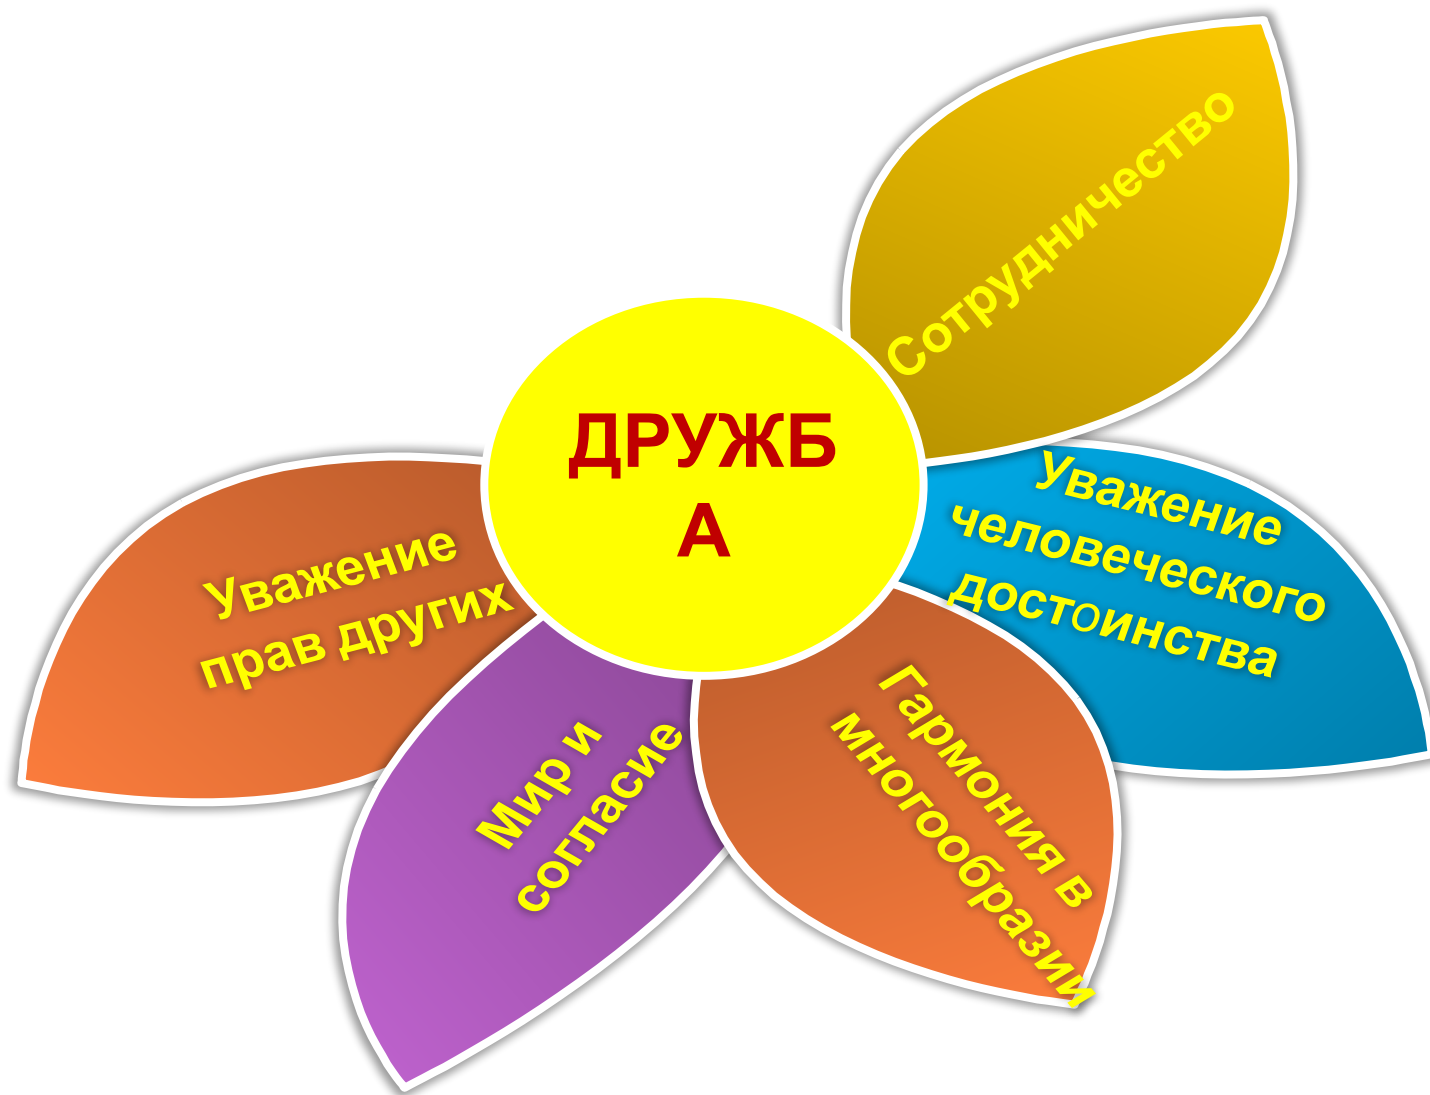 Сотрудничество
ДРУЖБ
А
Уважение
человеческого
достоинства
Уважение
прав других
Мир и
согласие
Гармония в
многообразии